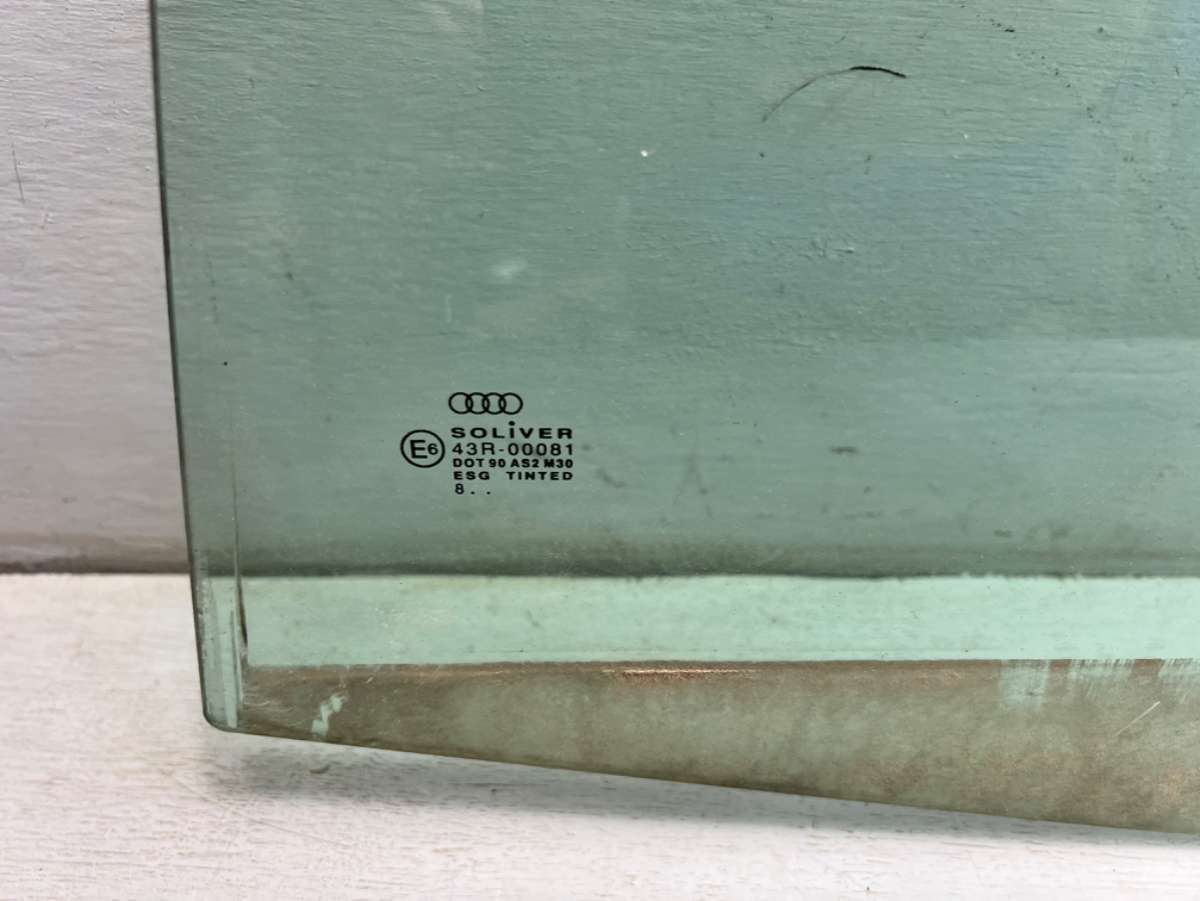 SOLiVER
E6 43R-00081
DOT 90 AS2 M30
ESG TINTED
8..